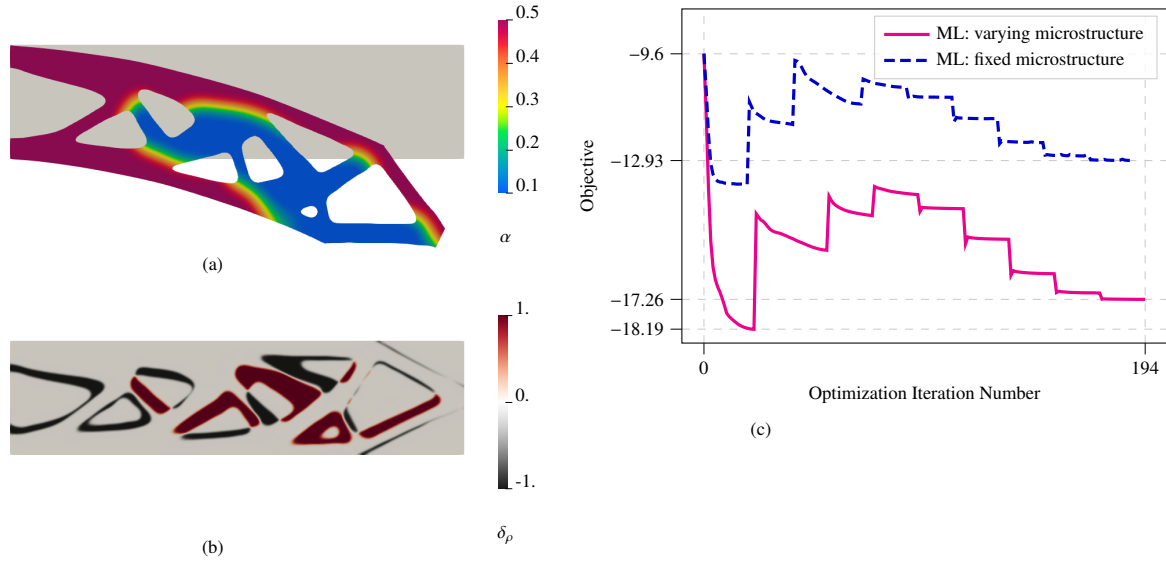 0.5
0.4
0.3
0.2
0.1
α
(a)
1.
0.
-1.
δρ
(b)
ML: varying microstructure
ML: fixed microstructure
−9.6
−12.93
−17.26
−18.19
Objective
0
194
Optimization Iteration Number
(c)